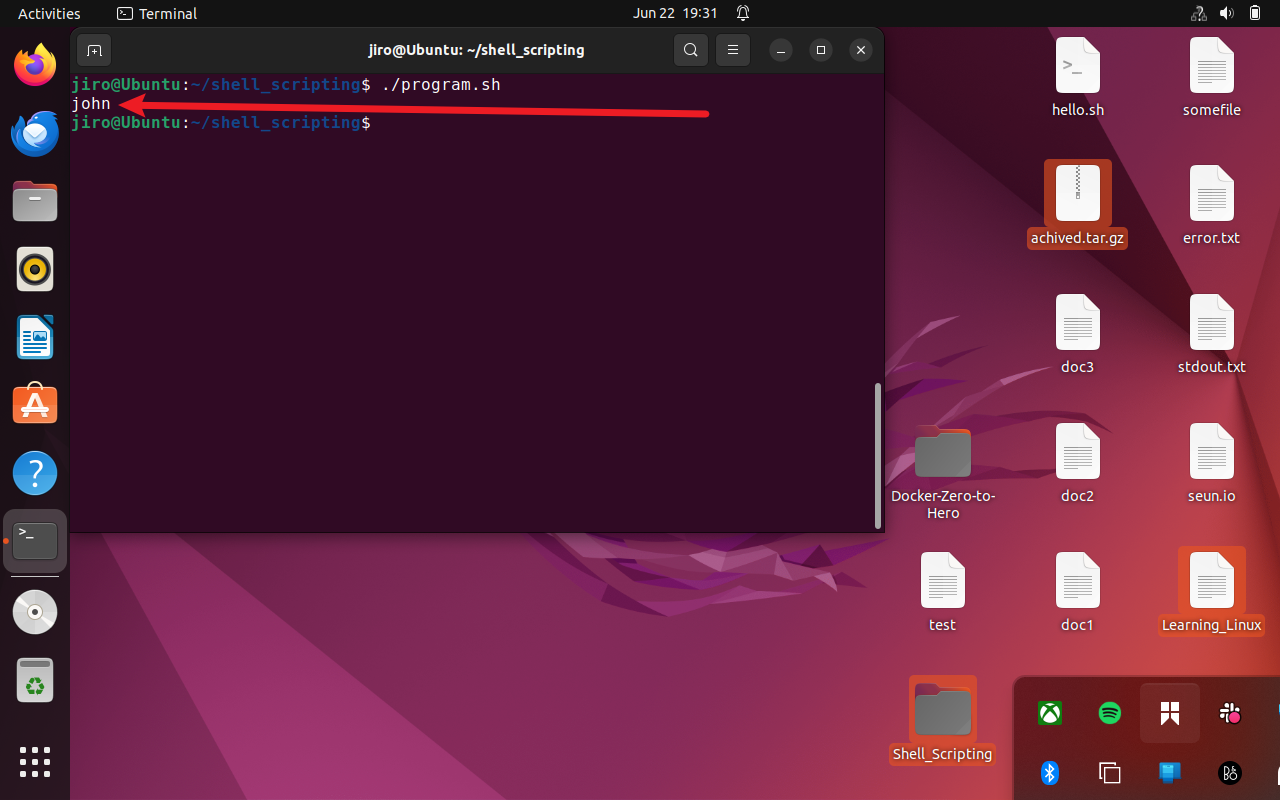 Activities
Terminal
Jun 22 19:31
jiro@Ubuntu: ~/shell_scripting
jiro@Ubuntu:~/shell_scripting$ ./program.sh
john
jiro@Ubuntu:~/shell_scripting$
hello.sh
somefile
achived.tar.gz
error.txt
doc3
stdout.txt
Docker-Zero-to-
Hero
doc2
seun.io
test
doc1
Learning_Linux
Shell_Scripting